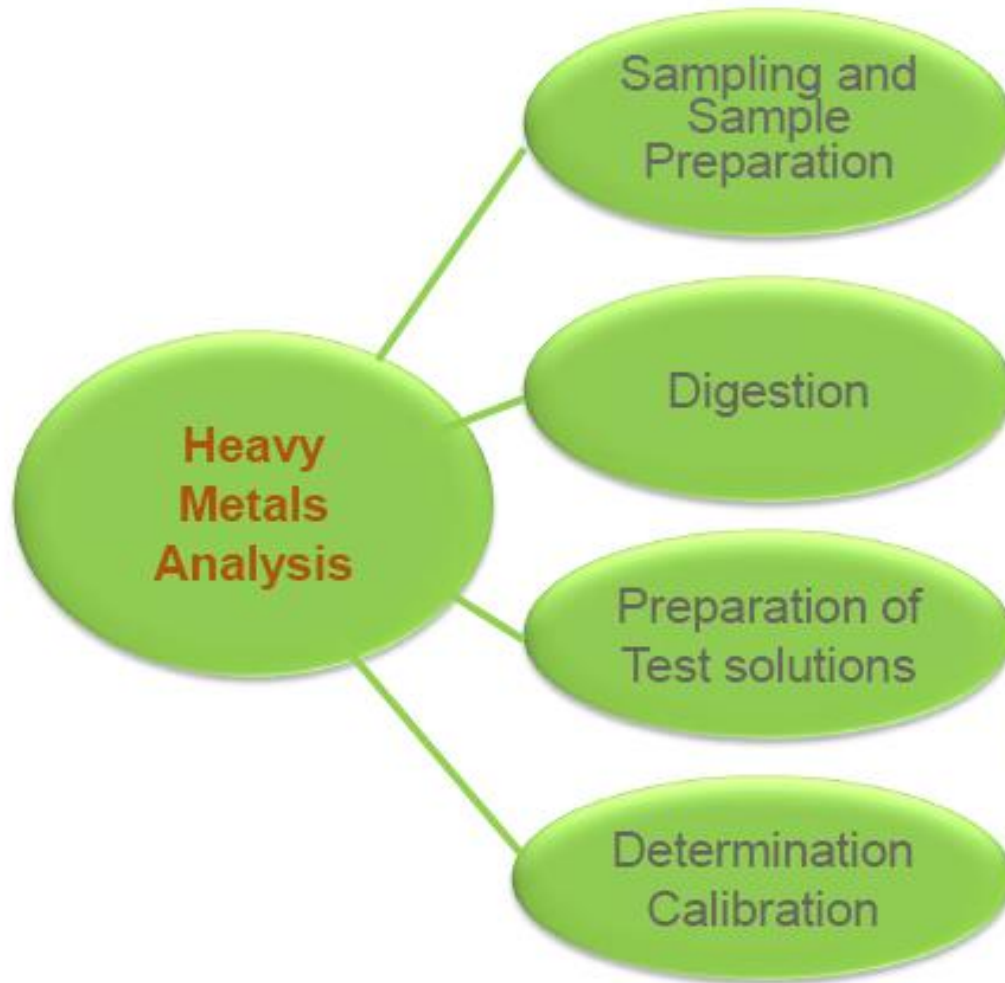 Sampling and
Sample
Preparation
Digestion
Heavy
Metals
Analysis
Preparation of
Test solutions
Determination
Calibration